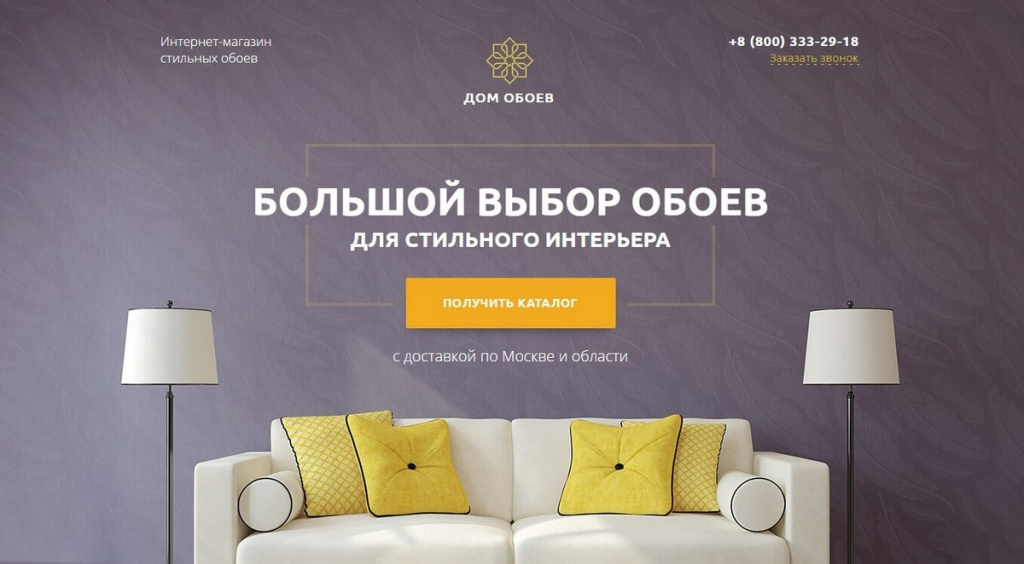 Интернет-магазин
стильных обоев
ДОМ ОБОЕВ
+8 (800) 333-29-18
Заказать звонок
БОЛЬШОЙ ВЫБОР ОБОЕВ
ДЛЯ СТИЛЬНОГО ИНТЕРЬЕРА
ПОЛУЧИТЬ КАТАЛОГ
с доставкой по Москве и области